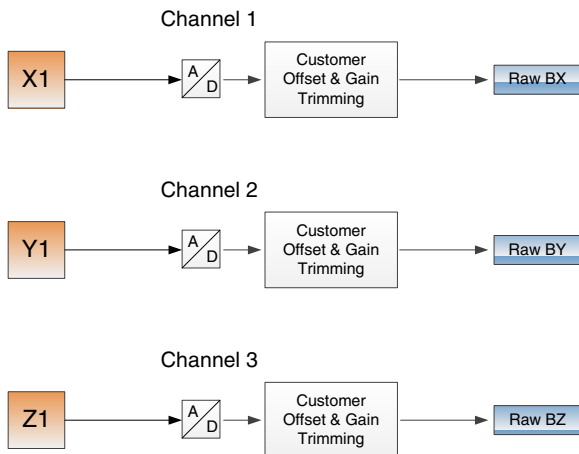 Channel 1
X1
A
D
Customer
Offset & Gain
Trimming
Raw BX
Channel 2
Y1
A
D
Customer
Offset & Gain
Trimming
Raw BY
Channel 3
Z1
A
D
Customer
Offset & Gain
Trimming
Raw BZ